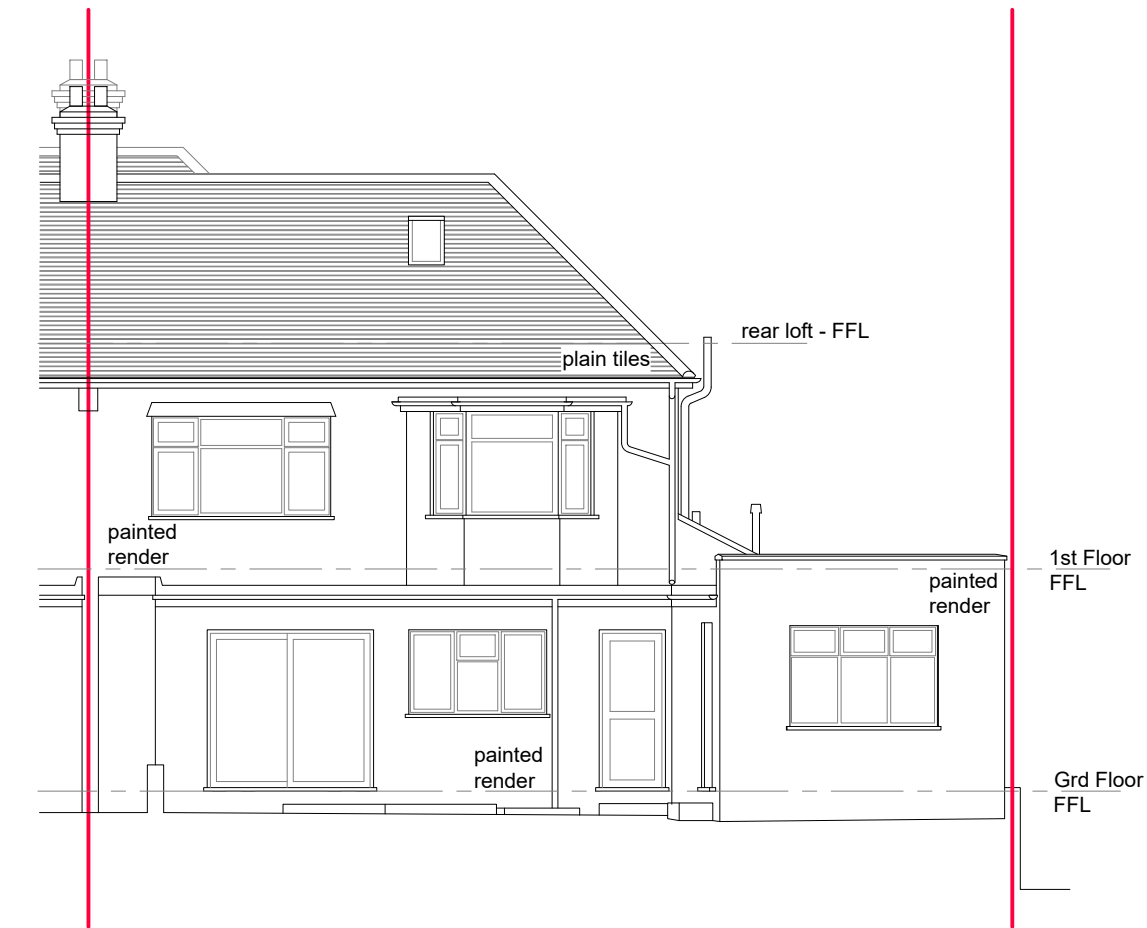 rear loft - FFL
plain tiles
painted
render
1st Floor
FFL
painted
render
painted
render
Grd Floor
FFL